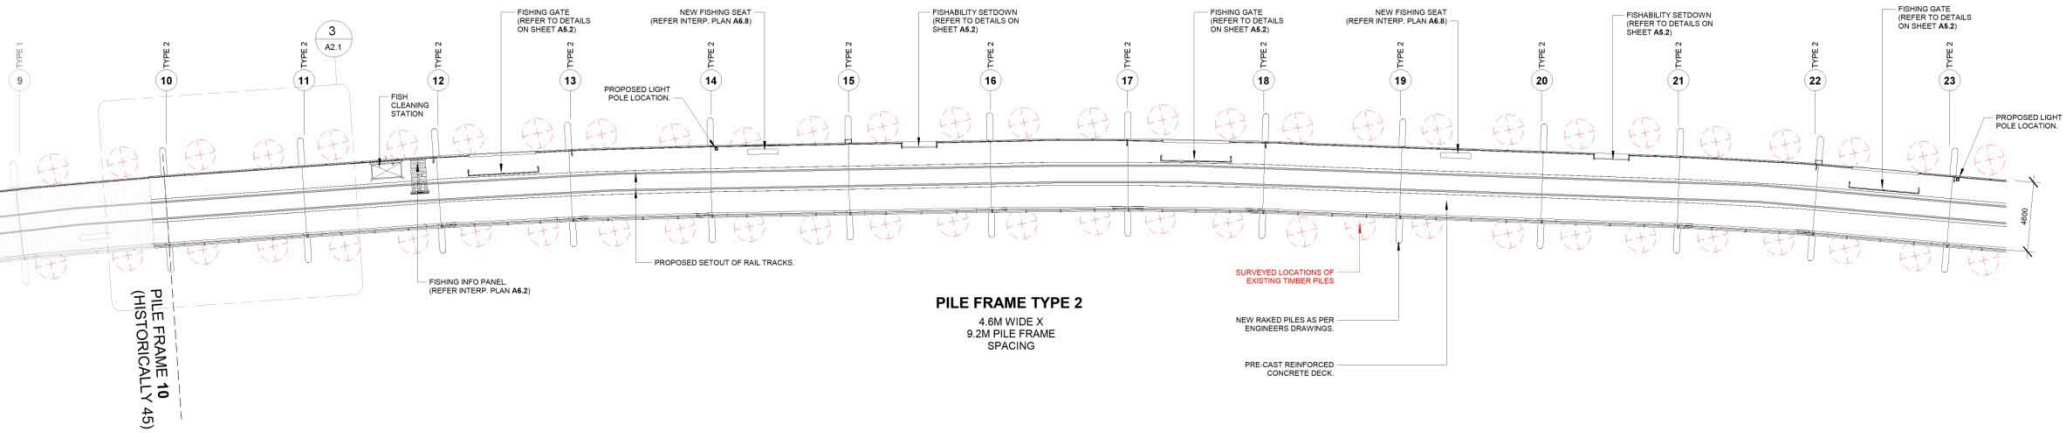 FISHING GATE
(REFER TO DETAILS
ON SHEET A5.2)
NEW FISHING SEAT
(REFER INTERP. PLAN A6.8)
FISHABILITY SETDOWN
(REFER TO DETAILS ON
SHEET A5.2)
FISHING GATE
(REFER TO DETAILS
ON SHEET A5.2)
NEW FISHING SEAT
(REFER INTERP. PLAN A6.8)
FISHABILITY SETDOWN
(REFER TO DETAILS ON
SHEET A5.2)
FISHING GATE
(REFER TO DETAILS
ON SHEET A5.2)
3
A2.1
TYPE 1
TYPE 2
TYPE 2
TYPE 2
TYPE 2
TYPE 2
TYPE 2
TYPE 2
TYPE 2
TYPE 2
TYPE 2
TYPE 2
TYPE 2
TYPE 2
TYPE 2
9
10
11
12
13
14
15
16
17
18
19
20
21
22
23
FISH
CLEANING
STATION
PROPOSED LIGHT
POLE LOCATION.
PROPOSED LIGHT
POLE LOCATION.
4600
PROPOSED SETOUT OF RAIL TRACKS.
FISHING INFO PANEL.
(REFER INTERP. PLAN A6.2)
SURVEYED LOCATIONS OF
EXISTING TIMBER PILES
PILE FRAME 10
(HISTORICALLY 45)
PILE FRAME TYPE 2
4.6M WIDE X
9.2M PILE FRAME
SPACING
NEW RAKED PILES AS PER
ENGINEERS DRAWINGS.
PRE-CAST REINFORCED
CONCRETE DECK.